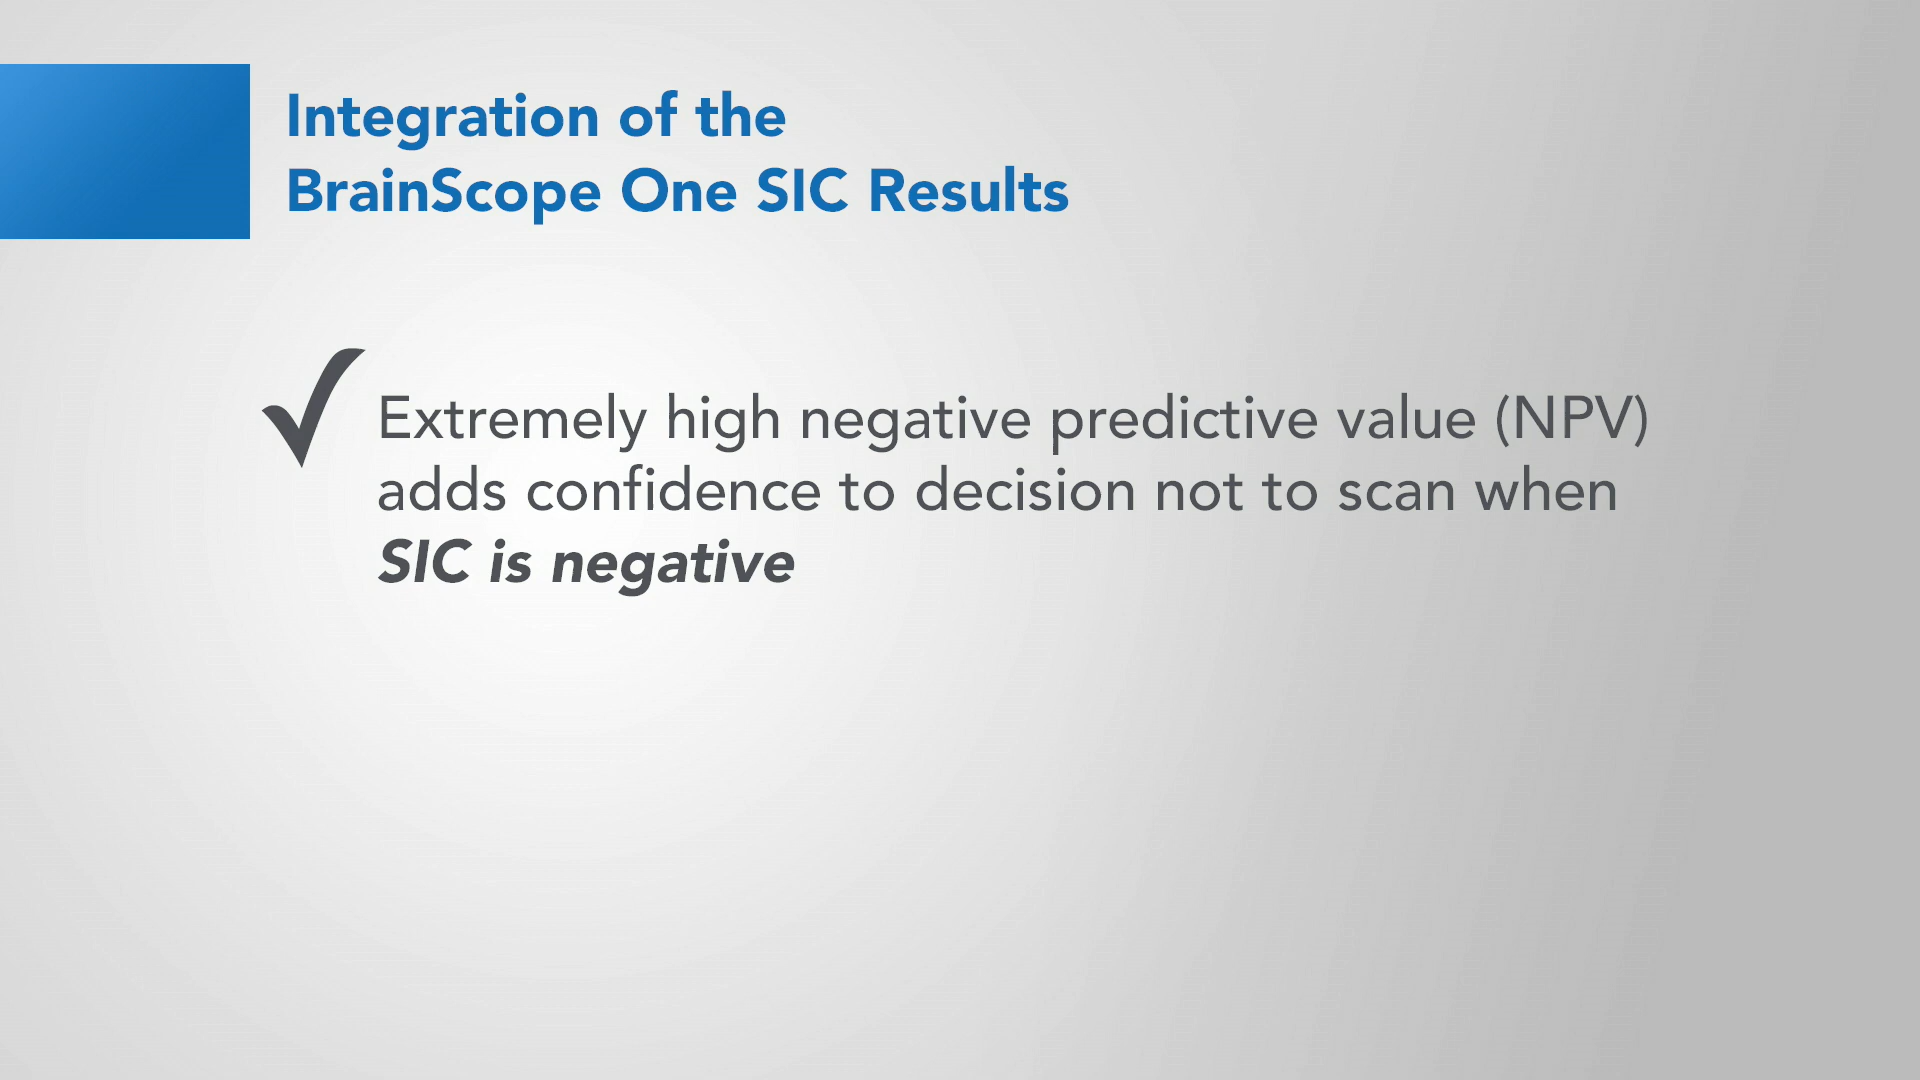 Integration of the
BrainScope One SIC Results
Extremely high negative predictive value (NPV)
adds confidence to decision not to scan when
SIC is negative